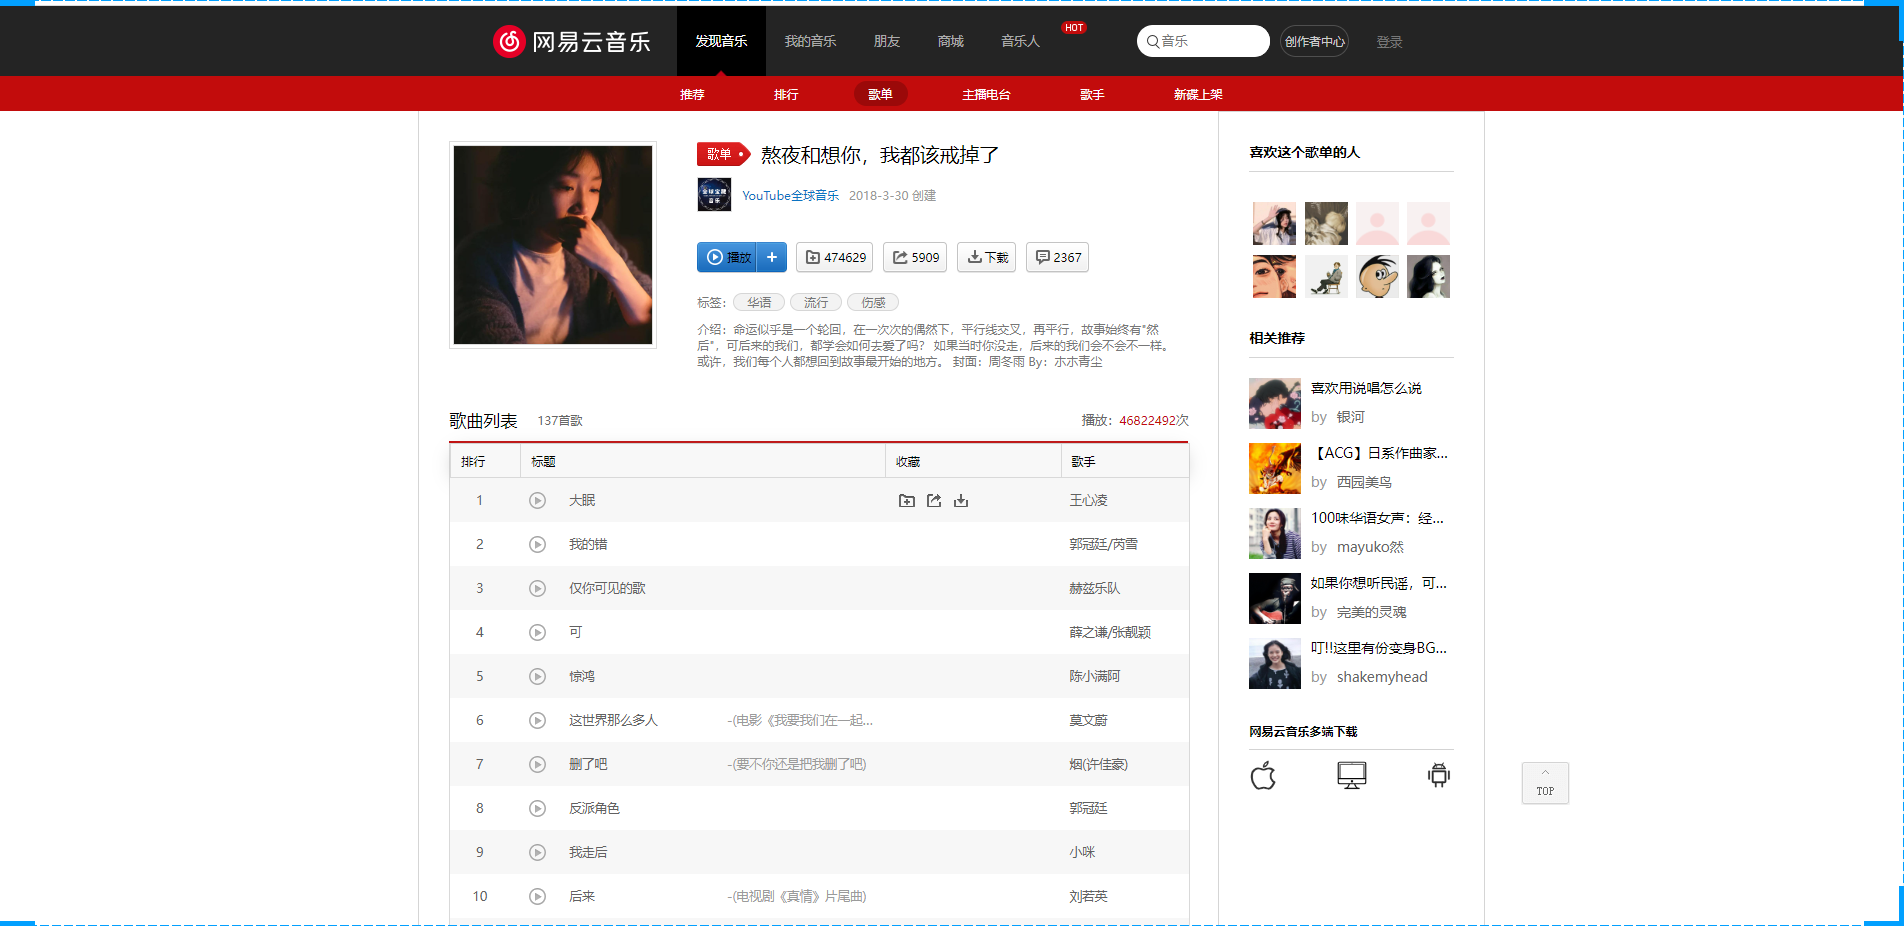 网易云音乐
发现音乐
我的音乐
朋友
商城
音乐人
HOT
音乐
创作者中心
登录
推荐
排行
歌单
主播电台
歌手
新碟上架
歌单
熬夜和想你，我都该戒掉了
全球宝藏
音乐
YouTube全球音乐 2018-3-30 创建
播放
+
474629
5909
下载
2367
标签：
华语
流行
伤感
介绍：命运似乎是一个轮回，在一次次的偶然下，平行线交叉，再平行，故事始终有"然
后"，可后来的我们，都学会如何去爱了吗？ 如果当时你没走，后来的我们会不会不一样。
或许，我们每个人都想回到故事最开始的地方。 封面：周冬雨 By：木木青尘
歌曲列表 137首歌
播放：46822492次
排行 标题 收藏 歌手
1 大眠 王心凌
2 我的错 郭冠廷/芮雪
3 仅你可见的歌 赫兹乐队
4 可 薛之谦/张靓颖
5 惊鸿 陈小满阿
6 这世界那么多人 -(电影《我要我们在一起... 莫文蔚
7 删了吧 -(要不你还是把我删了吧) 烟(许佳豪)
8 反派角色 郭冠廷
9 我走后 小咪
10 后来 -(电视剧《真情》片尾曲) 刘若英
喜欢这个歌单的人
相关推荐
喜欢用说唱怎么说
by 银河
【ACG】日系作曲家...
by 西园美鸟
100味华语女声：经...
by mayuko然
如果你想听民谣，可...
by 完美的灵魂
叮!!这里有份变身BG...
by shakemyhead
网易云音乐多端下载
TOP